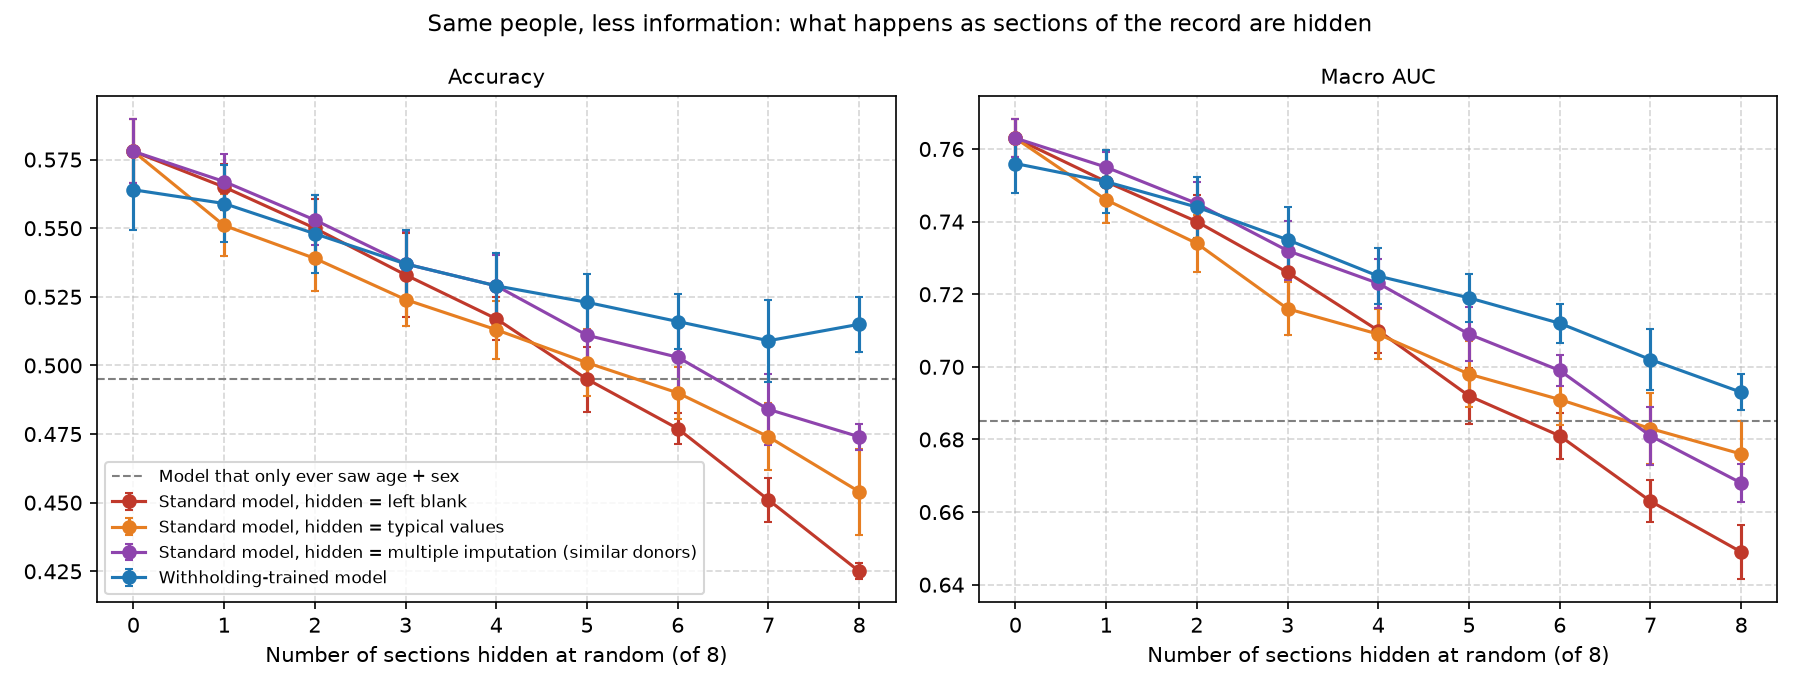 Same people, less information: what happens as sections of the record are hidden
Accuracy
0.575
0.550
0.525
0.500
0.475
0.450
0.425
Model that only ever saw age + sex
Standard model, hidden = left blank
Standard model, hidden = typical values
Standard model, hidden = multiple imputation (similar donors)
Withholding-trained model
0 1 2 3 4 5 6 7 8
Number of sections hidden at random (of 8)
Macro AUC
0.76
0.74
0.72
0.70
0.68
0.66
0.64
0 1 2 3 4 5 6 7 8
Number of sections hidden at random (of 8)